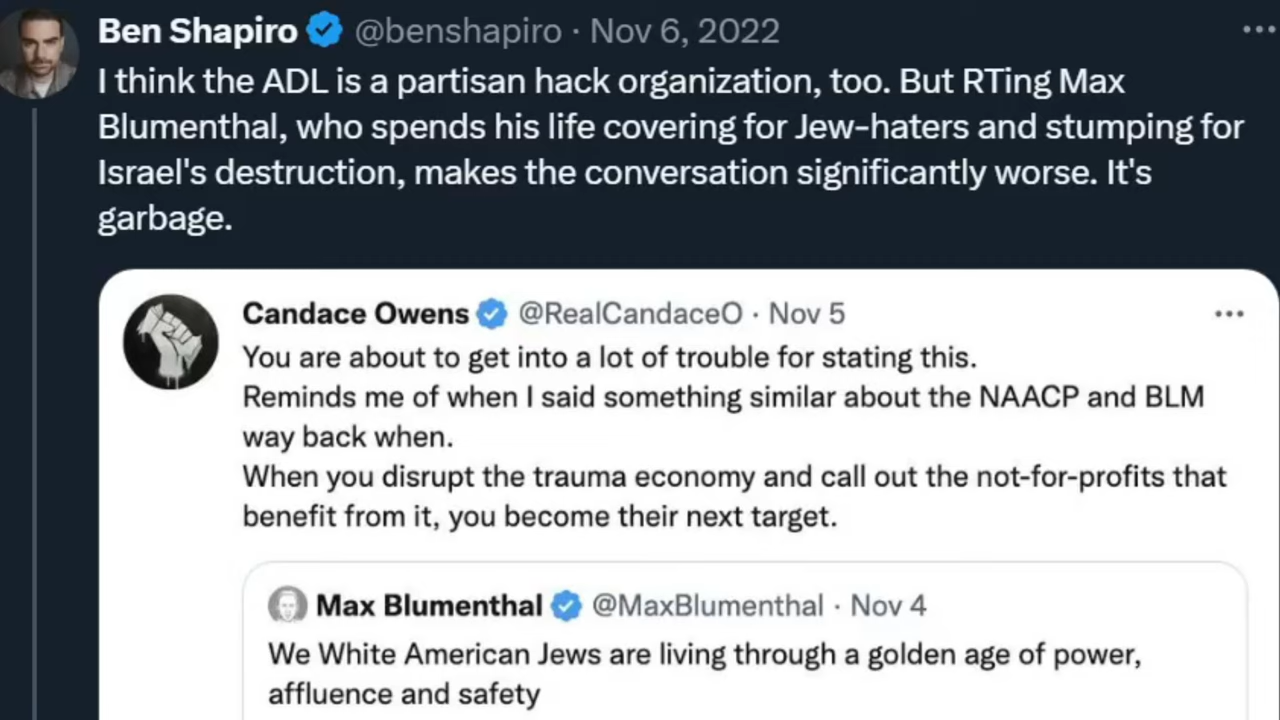 Ben Shapiro @benshapiro · Nov 6, 2022
I think the ADL is a partisan hack organization, too. But RTing Max
Blumenthal, who spends his life covering for Jew-haters and stumping for
Israel's destruction, makes the conversation significantly worse. It's
garbage.
Candace Owens @RealCandaceO · Nov 5
You are about to get into a lot of trouble for stating this.
Reminds me of when I said something similar about the NAACP and BLM
way back when.
When you disrupt the trauma economy and call out the not-for-profits that
benefit from it, you become their next target.
Max Blumenthal @MaxBlumenthal · Nov 4
We White American Jews are living through a golden age of power,
affluence and safety